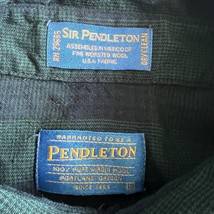 SIR PENDLETON
ASSEMBLED IN MEXICO OF
FINE WORSTED WOOL
U.S.A. FABRIC
DRYCLEAN
WARRANTED TO BE A
PENDLETON
100% PURE VIRGIN WOOL
PORTLAND, OREGON
SINCE 1863